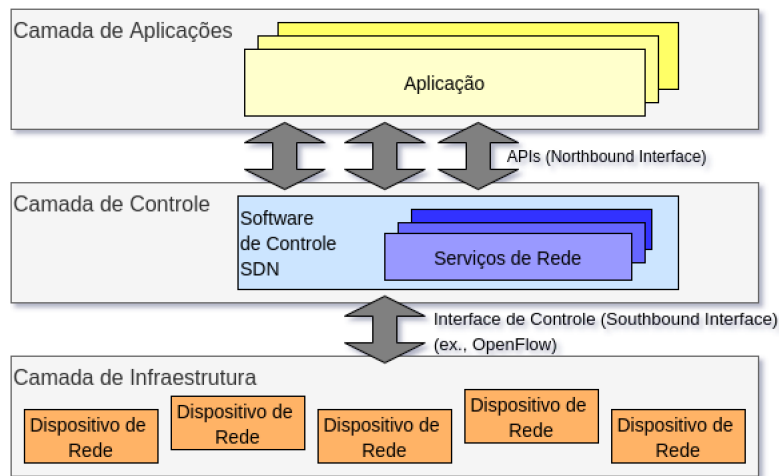 Camada de Aplicações
Aplicação
APIs (Northbound Interface)
Camada de Controle
Software
de Controle
SDN
Serviços de Rede
Interface de Controle (Southbound Interface)
(ex., OpenFlow)
Camada de Infraestrutura
Dispositivo de
Rede
Dispositivo de
Rede
Dispositivo de
Rede
Dispositivo de
Rede
Dispositivo de
Rede